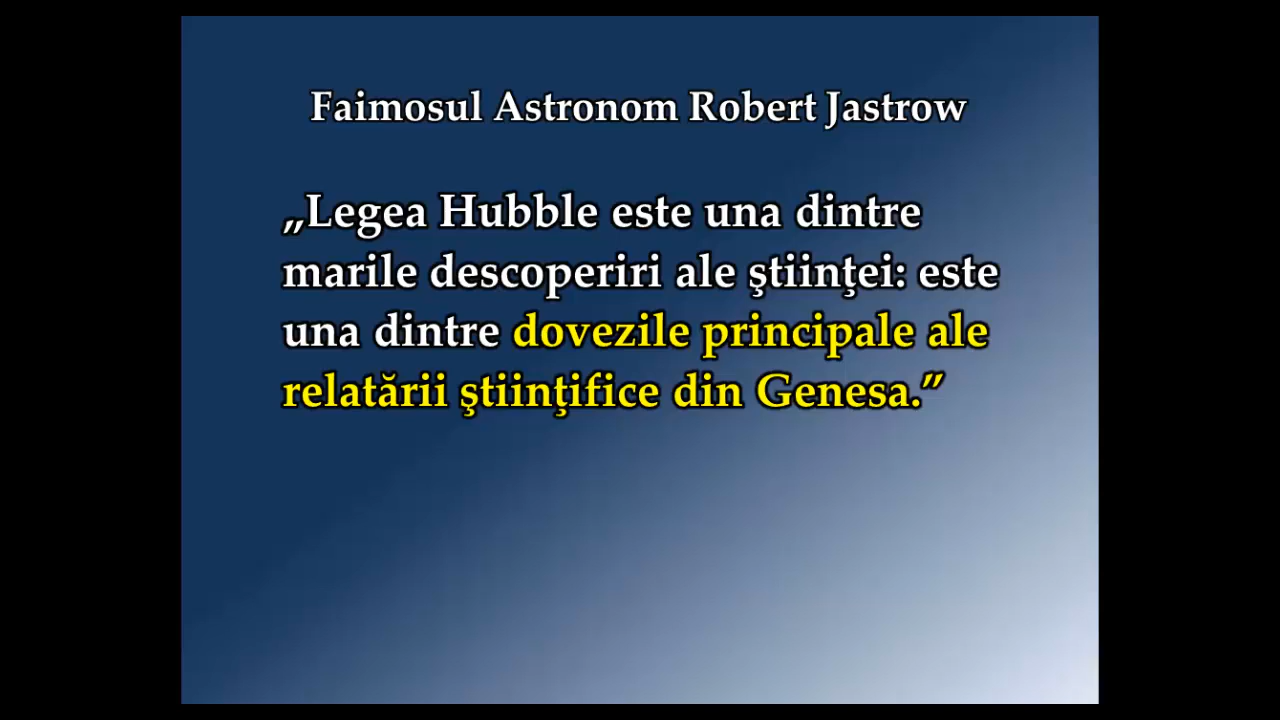 Faimosul Astronom Robert Jastrow
„Legea Hubble este una dintre
marile descoperiri ale ştiinţei: este
una dintre dovezile principale ale
relatării ştiinţifice din Genesa.”